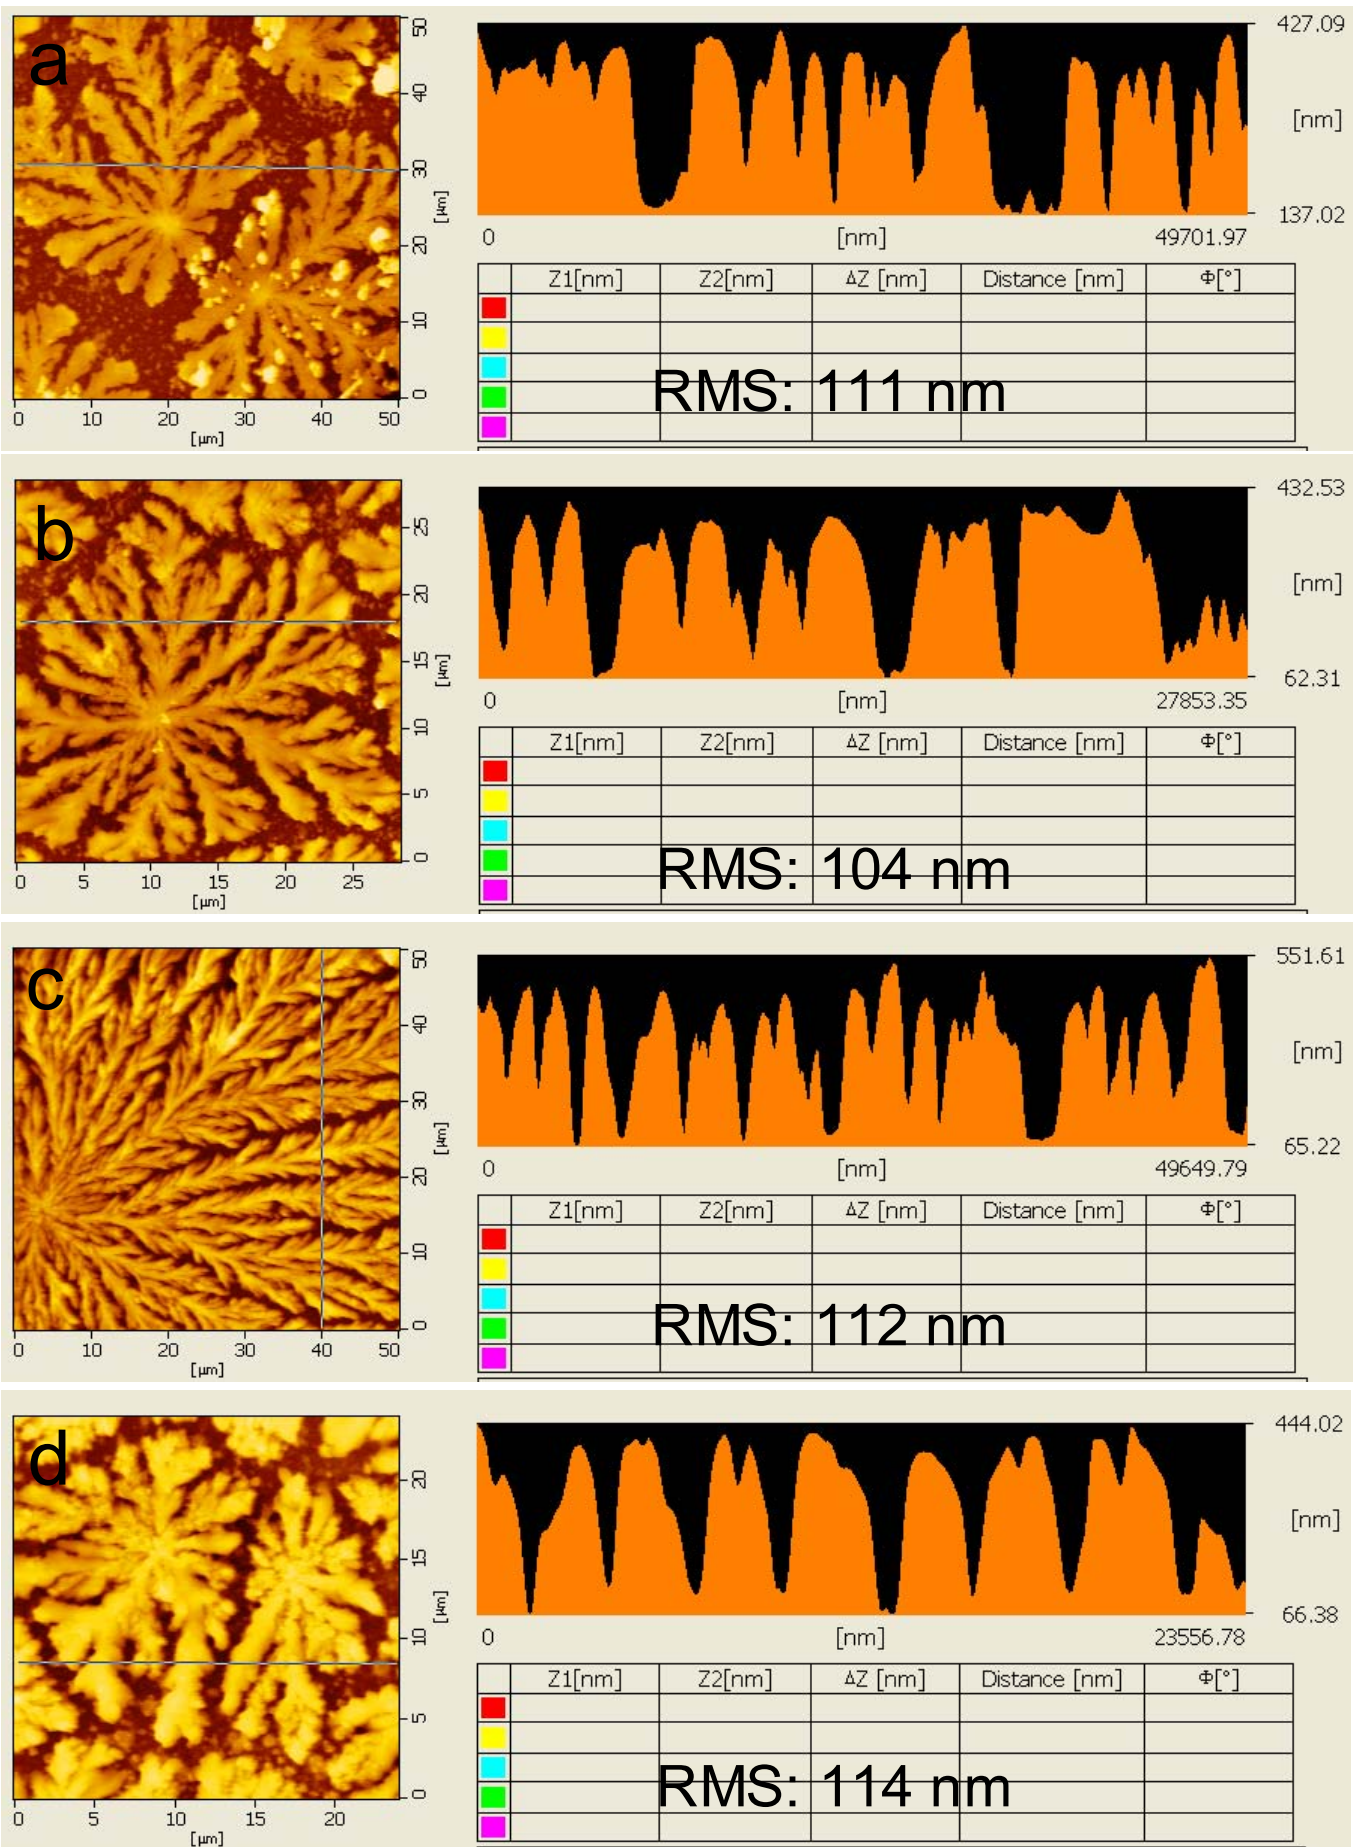 a
50
40
30
20
10
0
[µm]
0 10 20 30 40 50
[µm]
427.09
[nm]
137.02
0 [nm] 49701.97
Z1[nm] Z2[nm] ΔZ [nm] Distance [nm] Φ[°]
RMS: 111 nm
b
25
20
15
10
5
0
[µm]
0 5 10 15 20 25
[µm]
432.53
[nm]
62.31
0 [nm] 27853.35
Z1[nm] Z2[nm] ΔZ [nm] Distance [nm] Φ[°]
RMS: 104 nm
c
50
40
30
20
10
0
[µm]
0 10 20 30 40 50
[µm]
551.61
[nm]
65.22
0 [nm] 49649.79
Z1[nm] Z2[nm] ΔZ [nm] Distance [nm] Φ[°]
RMS: 112 nm
d
20
15
10
5
0
[µm]
0 5 10 15 20
[µm]
444.02
[nm]
66.38
0 [nm] 23556.78
Z1[nm] Z2[nm] ΔZ [nm] Distance [nm] Φ[°]
RMS: 114 nm